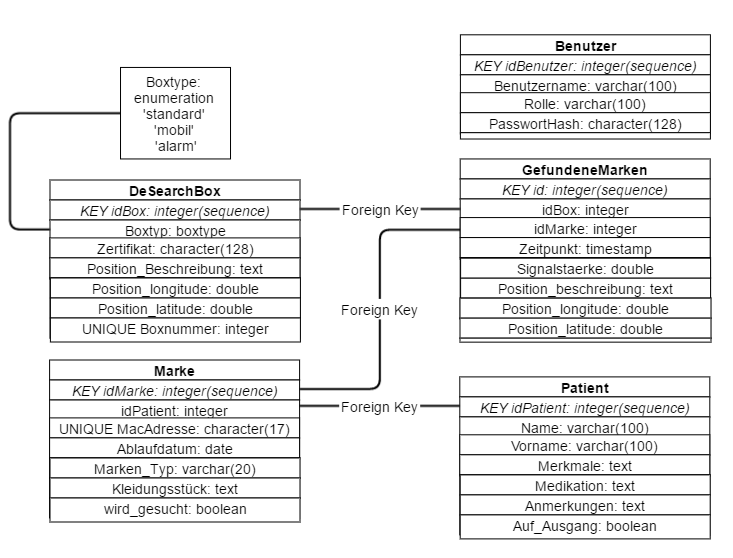 Boxtype:
enumeration
'standard'
'mobil'
'alarm'
Benutzer
KEY idBenutzer: integer(sequence)
Benutzername: varchar(100)
Rolle: varchar(100)
PasswortHash: character(128)
DeSearchBox
KEY idBox: integer(sequence)
Boxtyp: boxtype
Zertifikat: character(128)
Position_Beschreibung: text
Position_longitude: double
Position_latitude: double
UNIQUE Boxnummer: integer
Foreign Key
GefundeneMarken
KEY id: integer(sequence)
idBox: integer
idMarke: integer
Zeitpunkt: timestamp
Signalstaerke: double
Position_beschreibung: text
Position_longitude: double
Position_latitude: double
Foreign Key
Marke
KEY idMarke: integer(sequence)
idPatient: integer
UNIQUE MacAdresse: character(17)
Ablaufdatum: date
Marken_Typ: varchar(20)
Kleidungsstück: text
wird_gesucht: boolean
Foreign Key
Patient
KEY idPatient: integer(sequence)
Name: varchar(100)
Vorname: varchar(100)
Merkmale: text
Medikation: text
Anmerkungen: text
Auf_Ausgang: boolean